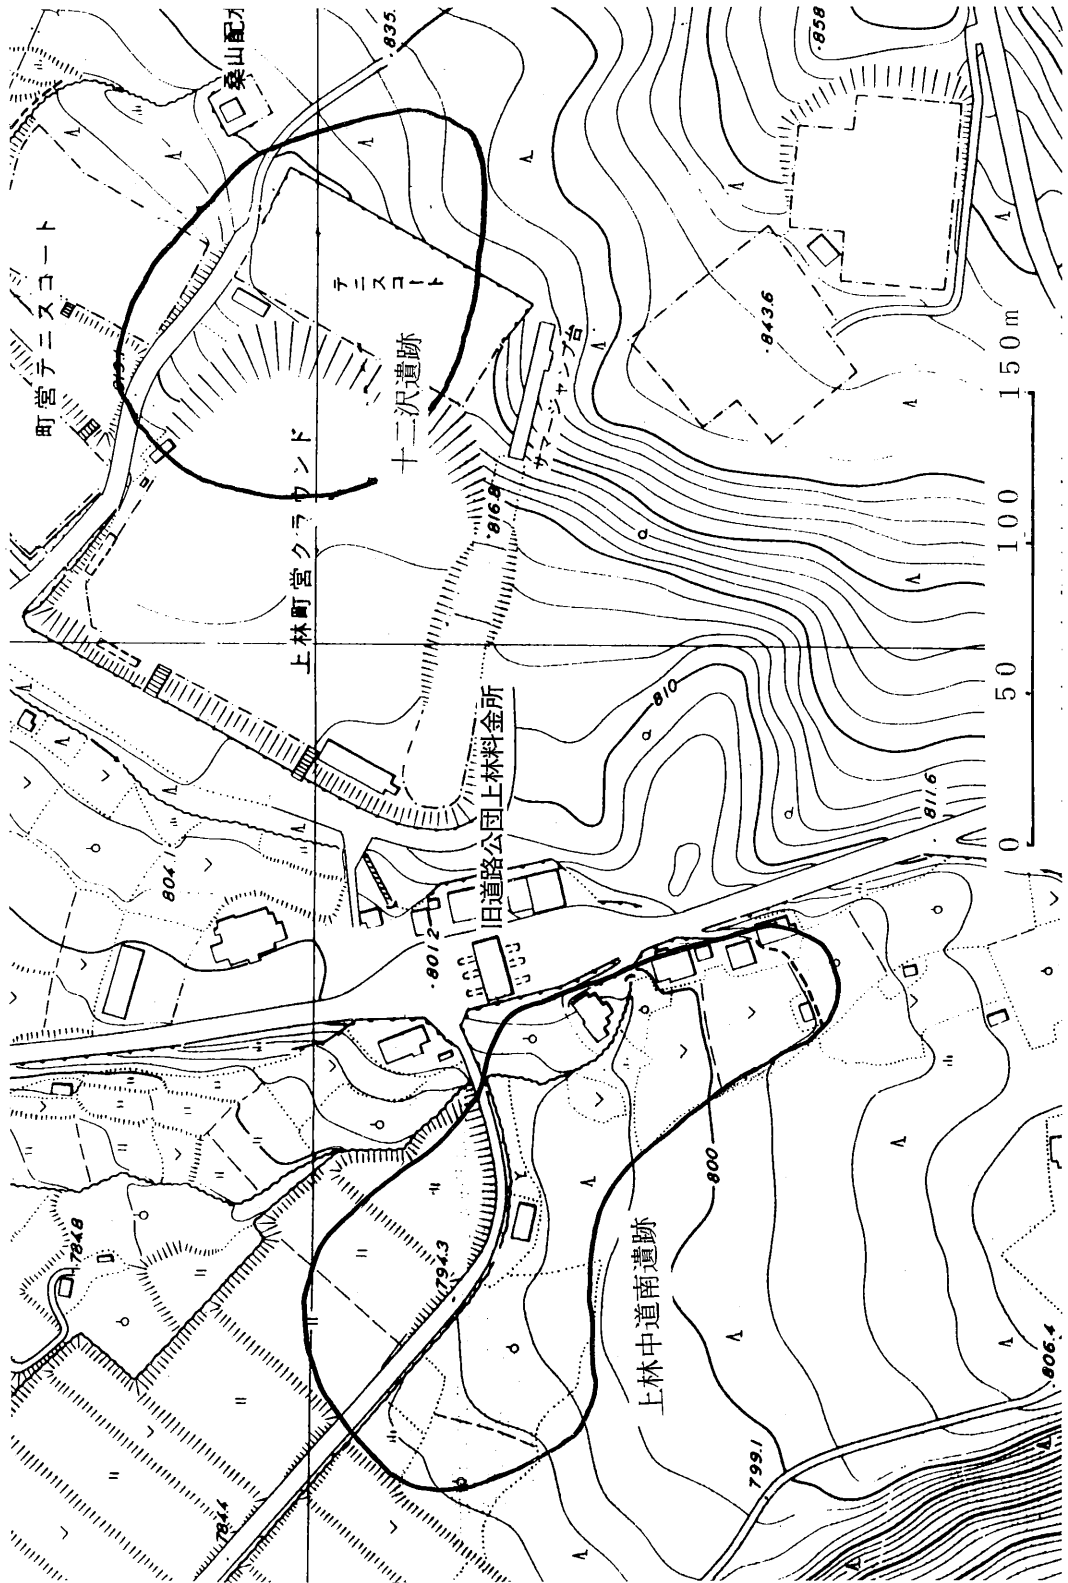 桑山配水
·835.
·858
町営テニスコート
テニスコート
十二沢遺跡
·843.6
サマージャンプ台
·816.8
上林町営グラウンド
150m
100
50
0
810
811.6
旧道路公団上林料金所
804.1
·801.2
800
784.8
·794.3
上林中道南遺跡
784.4
799.1
·806.4